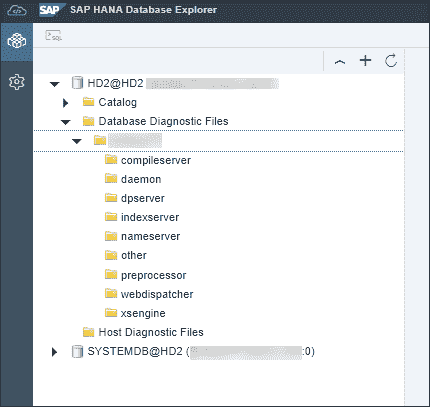 SAP SAP HANA Database Explorer
SQL
HD2@HD2
Catalog
Database Diagnostic Files
compileserver
daemon
dpserver
indexserver
nameserver
other
preprocessor
webdispatcher
xsengine
Host Diagnostic Files
SYSTEMDB@HD2 ( :0)